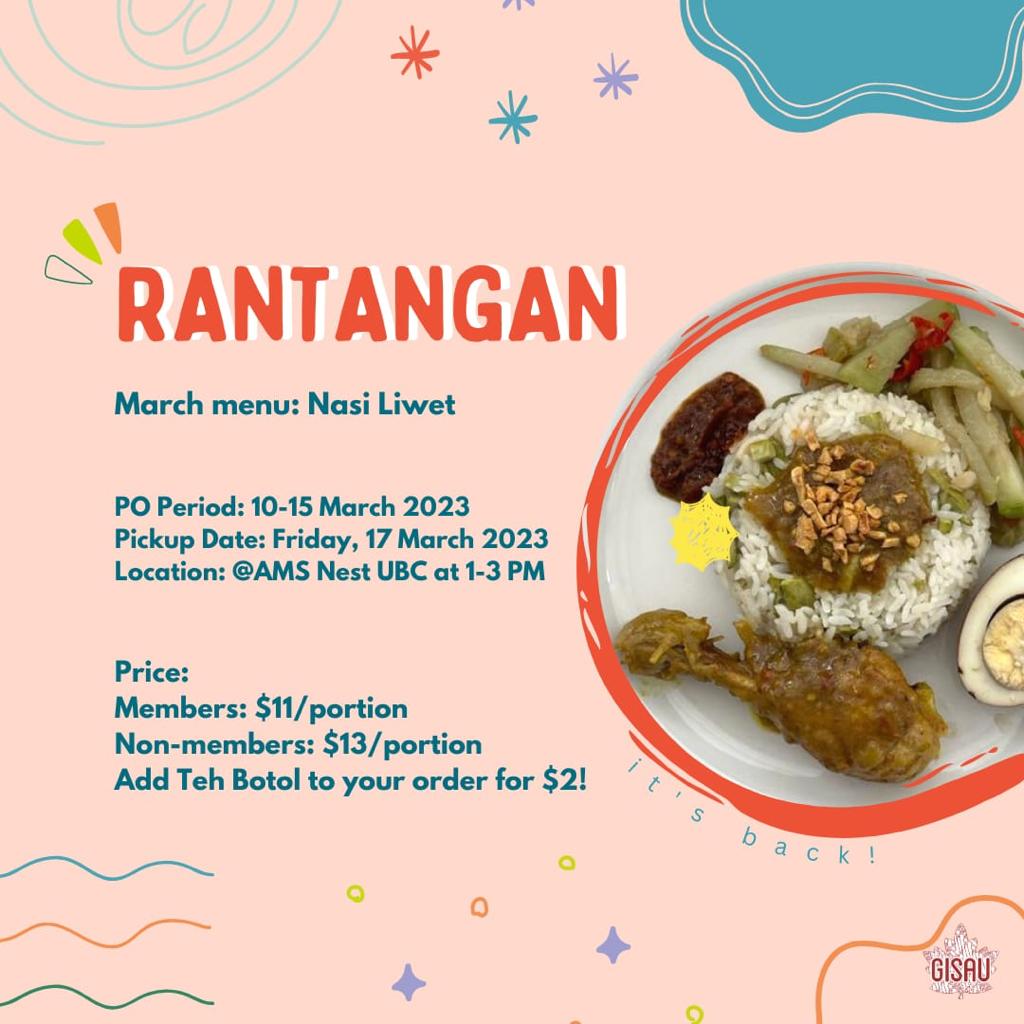 RANTANGAN
March menu: Nasi Liwet
PO Period: 10-15 March 2023
Pickup Date: Friday, 17 March 2023
Location: @AMS Nest UBC at 1-3 PM
Price:
Members: $11/portion
Non-members: $13/portion
Add Teh Botol to your order for $2!
it's back!
GISAU